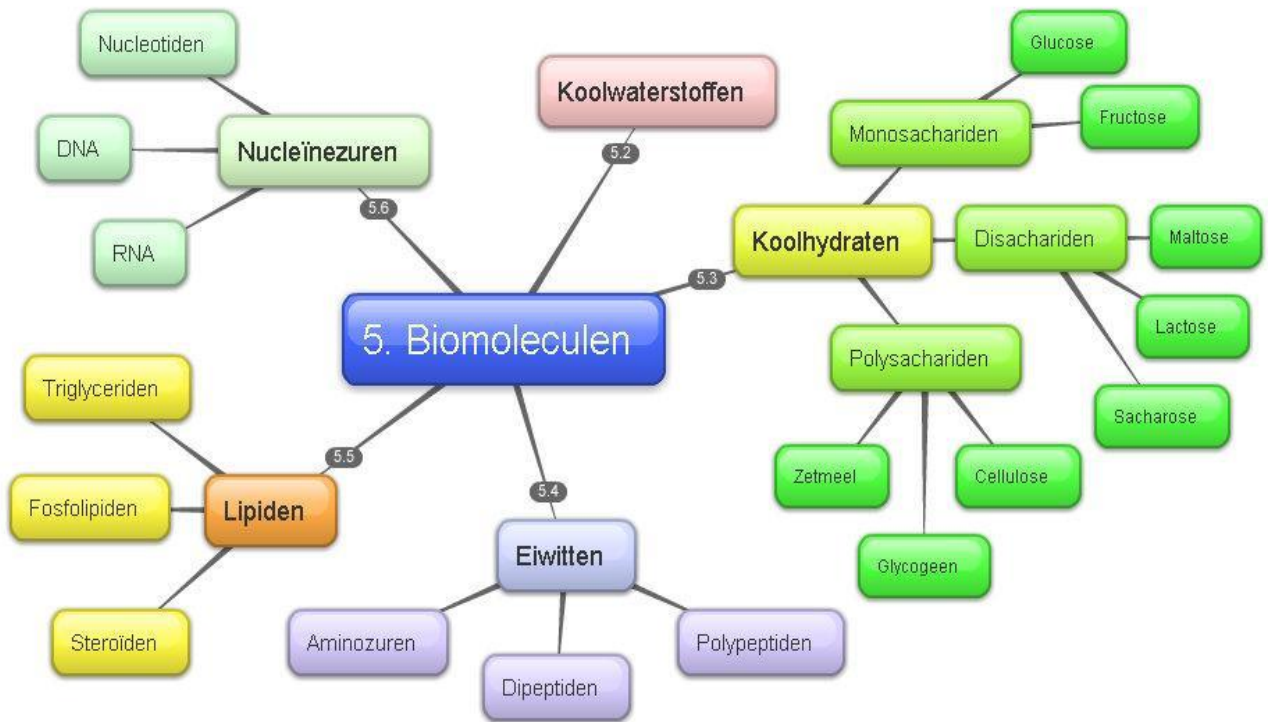 Nucleotiden
Glucose
Koolwaterstoffen
Fructose
Monosachariden
DNA
Nucleïnezuren
5.2
5.6
RNA
Koolhydraten
Disachariden
Maltose
5.3
5. Biomoleculen
Lactose
Polysachariden
Triglyceriden
Sacharose
5.5
Zetmeel
Cellulose
5.4
Fosfolipiden
Lipiden
Eiwitten
Glycogeen
Steroïden
Aminozuren
Polypeptiden
Dipeptiden